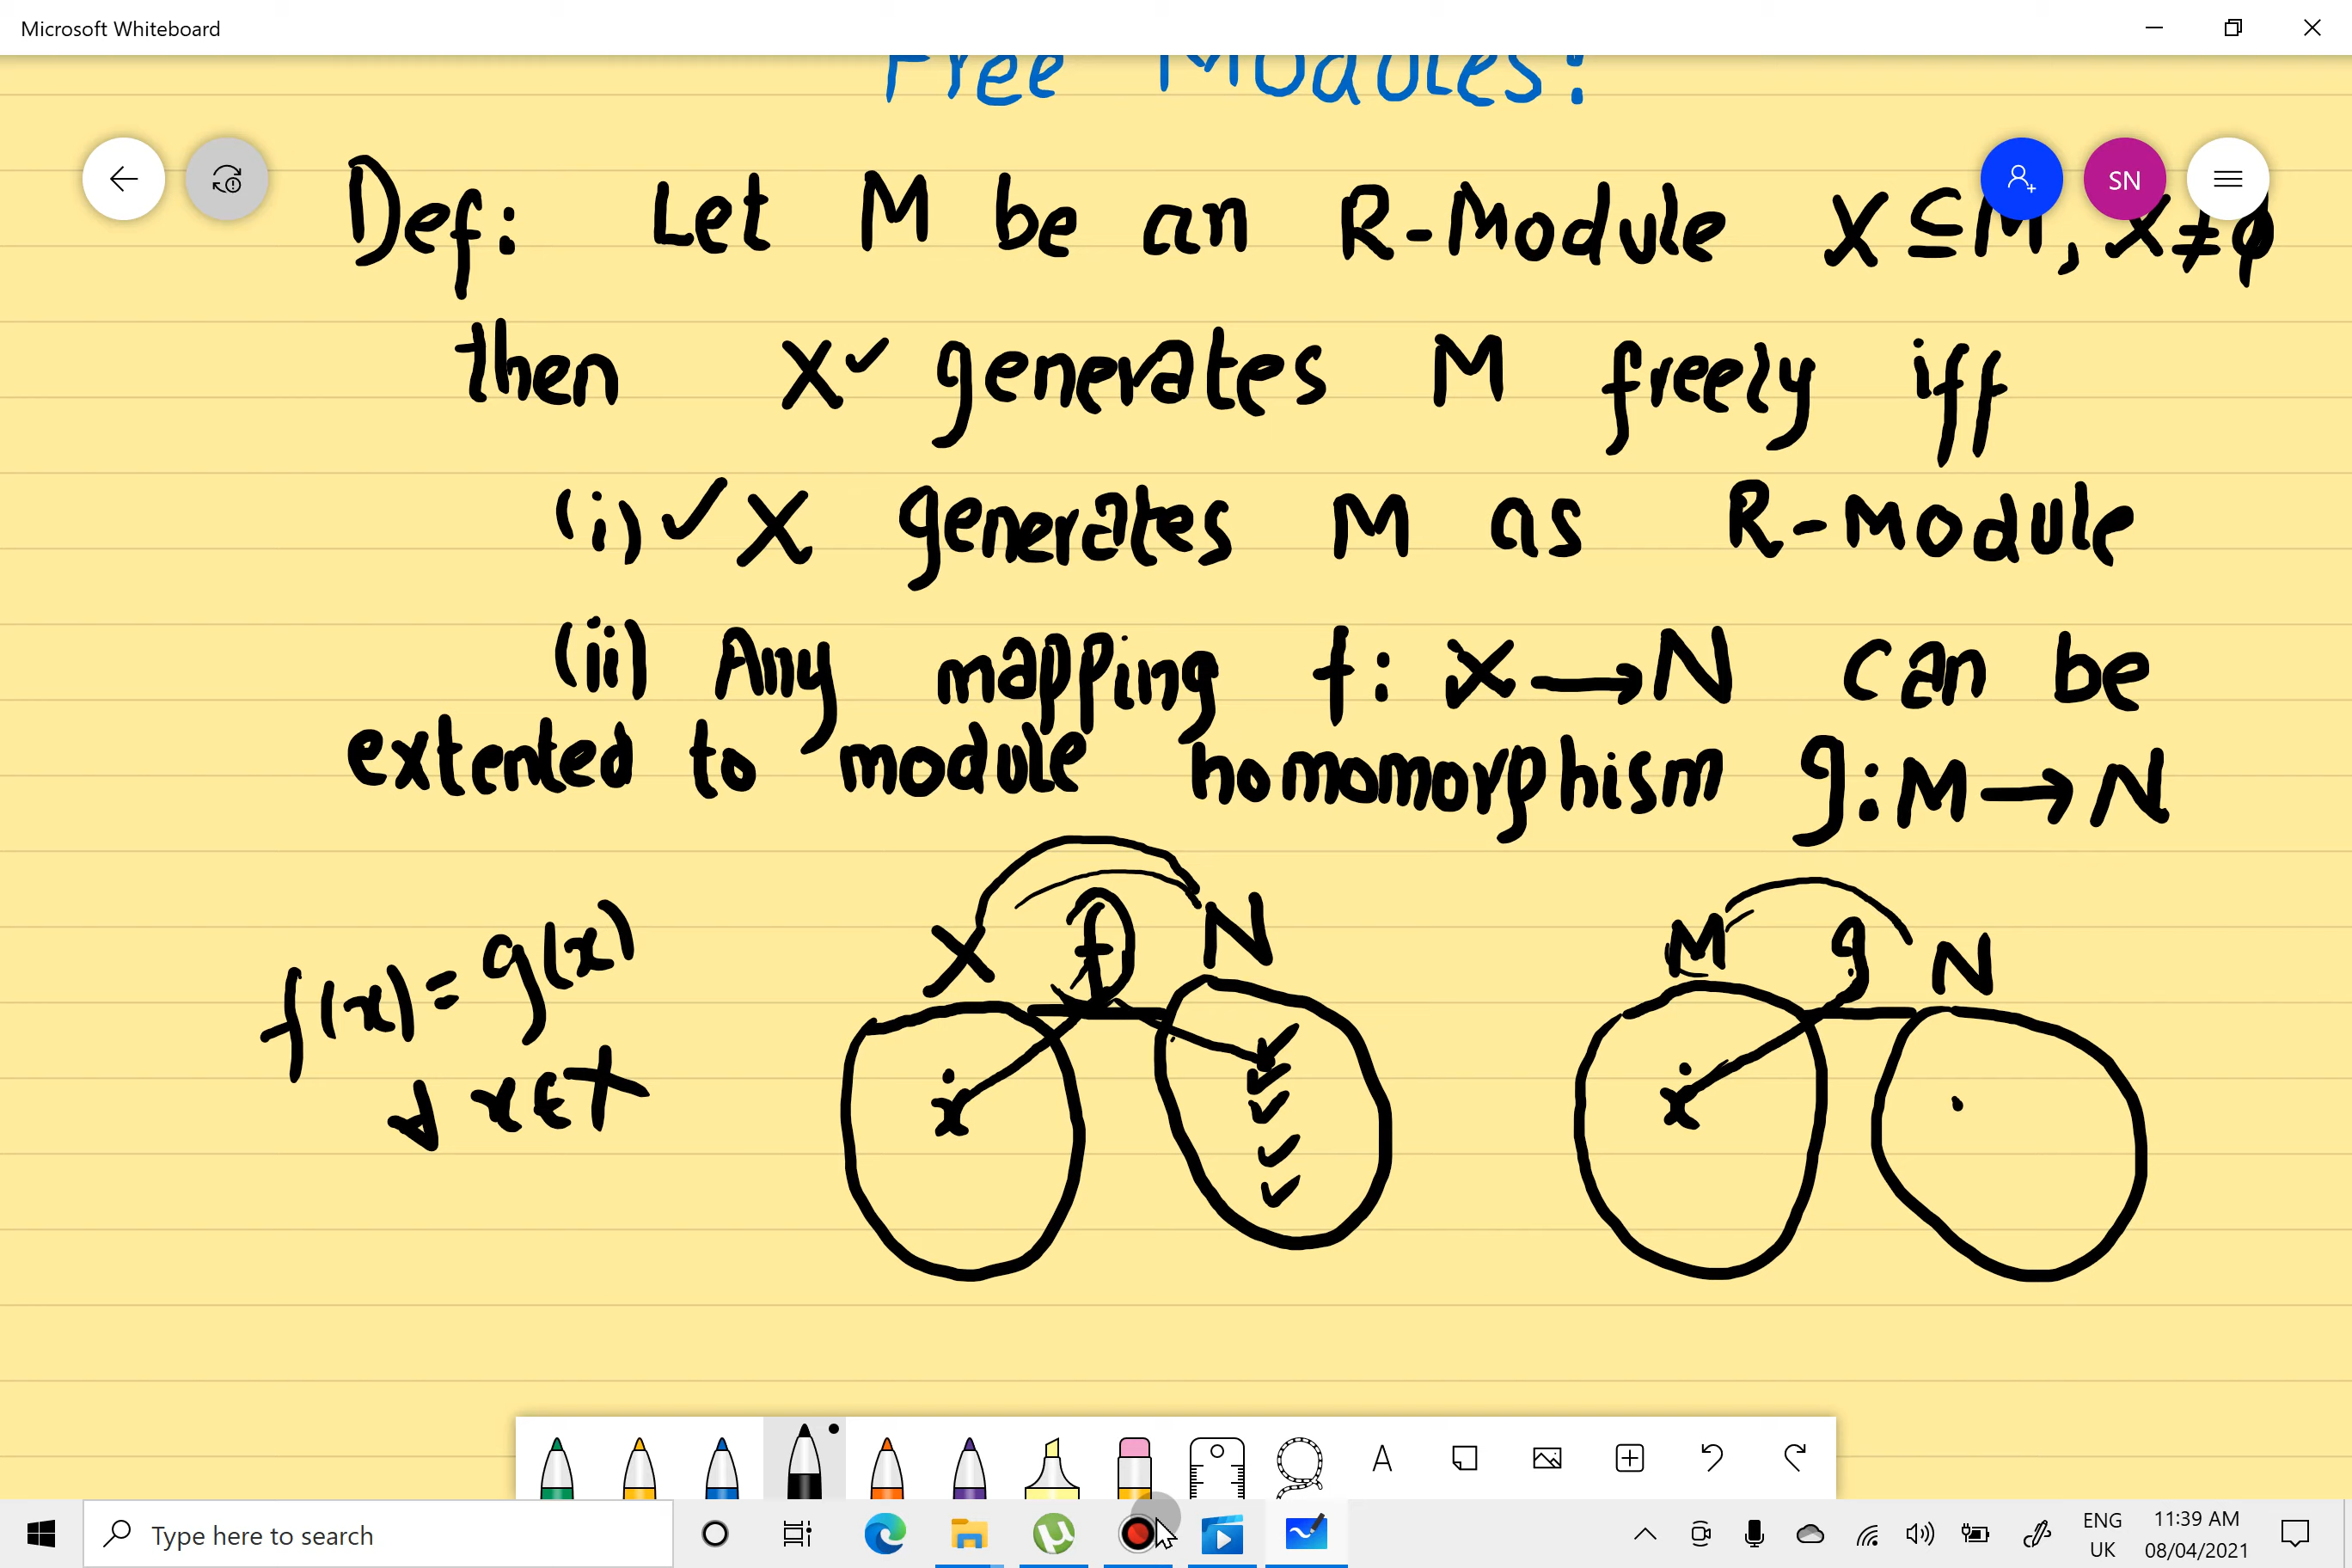 Microsoft Whiteboard
Free Modules:
Def: Let M be an R-Module X ⊆ M, X ≠ φ
SN
then X ✓ generates M freely iff
(i) ✓ X generates M as R-Module
(ii) Any mapping f: X → N can be
extented to module homomorphism g: M → N
X f N
M g N
f(x) = g(x)
∀ x ∈ X
x
x
A
Type here to search
ENG
UK
11:39 AM
08/04/2021